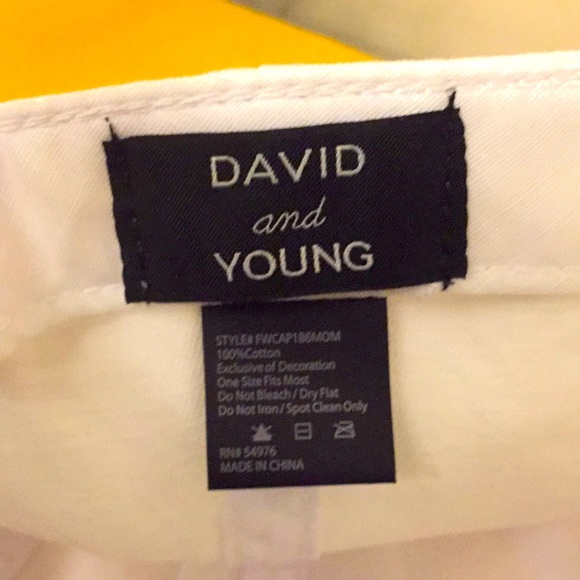 DAVID
and
YOUNG
STYLE# FWCAP186MOM
100%Cotton
Exclusive of Decoration
One Size Fits Most
Do Not Bleach / Dry Flat
Do Not Iron / Spot Clean Only
RN# 54976
MADE IN CHINA